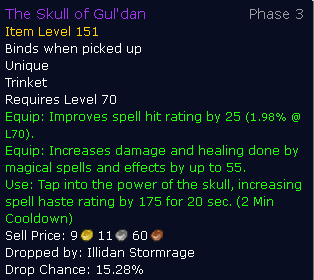 The Skull of Gul'dan Phase 3
Item Level 151
Binds when picked up
Unique
Trinket
Requires Level 70
Equip: Improves spell hit rating by 25 (1.98% @
L70).
Equip: Increases damage and healing done by
magical spells and effects by up to 55.
Use: Tap into the power of the skull, increasing
spell haste rating by 175 for 20 sec. (2 Min
Cooldown)
Sell Price: 9 11 60
Dropped by: Illidan Stormrage
Drop Chance: 15.28%